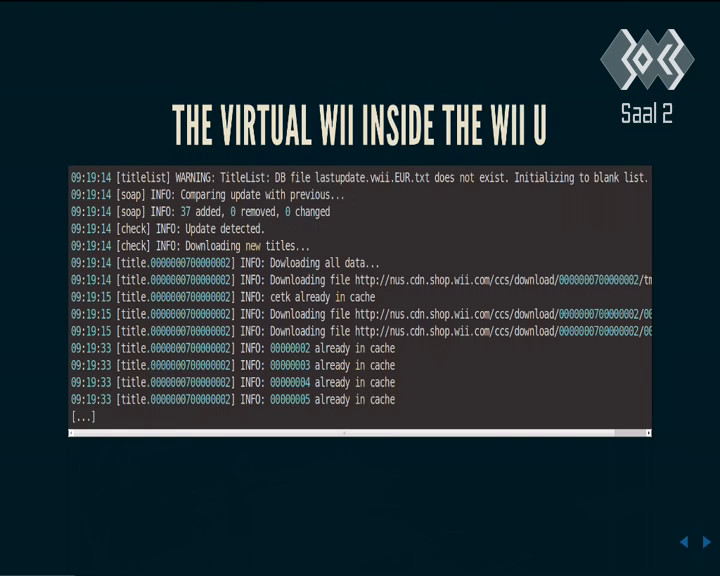 Saal 2
THE VIRTUAL WII INSIDE THE WII U
09:19:14 [titlelist] WARNING: TitleList: DB file lastupdate.vwii.EUR.txt does not exist. Initializing to blank list.
09:19:14 [soap] INFO: Comparing update with previous...
09:19:14 [soap] INFO: 37 added, 0 removed, 0 changed
09:19:14 [check] INFO: Update detected.
09:19:14 [check] INFO: Downloading new titles...
09:19:14 [title.0000000700000002] INFO: Dowloading all data...
09:19:14 [title.0000000700000002] INFO: Downloading file http://nus.cdn.shop.wii.com/ccs/download/0000000700000002/tm
09:19:15 [title.0000000700000002] INFO: cetk already in cache
09:19:15 [title.0000000700000002] INFO: Downloading file http://nus.cdn.shop.wii.com/ccs/download/0000000700000002/00
09:19:15 [title.0000000700000002] INFO: Downloading file http://nus.cdn.shop.wii.com/ccs/download/0000000700000002/00
09:19:33 [title.0000000700000002] INFO: 00000002 already in cache
09:19:33 [title.0000000700000002] INFO: 00000003 already in cache
09:19:33 [title.0000000700000002] INFO: 00000004 already in cache
09:19:33 [title.0000000700000002] INFO: 00000005 already in cache
[...]